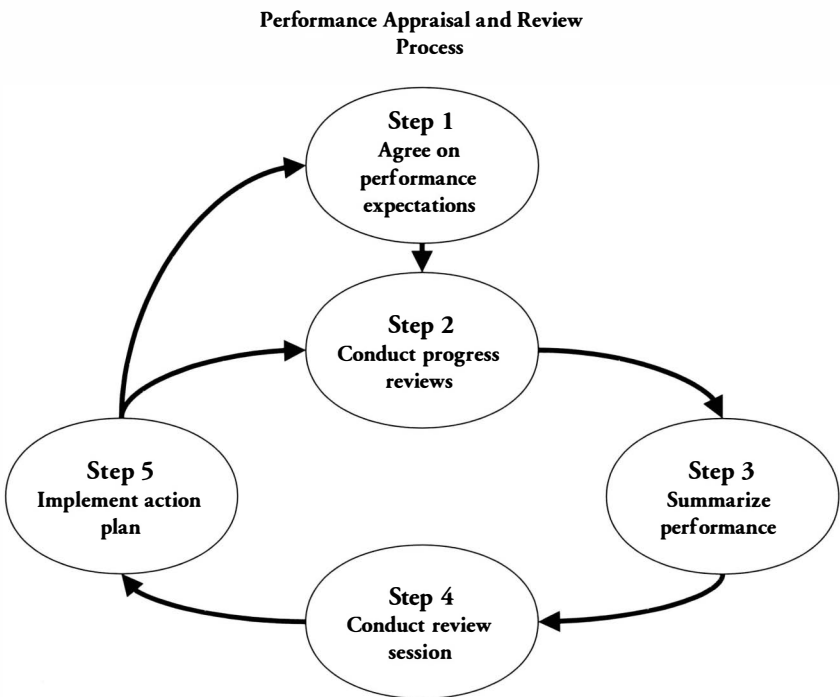 Performance Appraisal and Review
Process
Step 1
Agree on
performance
expectations
Step 2
Conduct progress
reviews
Step 3
Summarize
performance
Step 4
Conduct review
session
Step 5
Implement action
plan